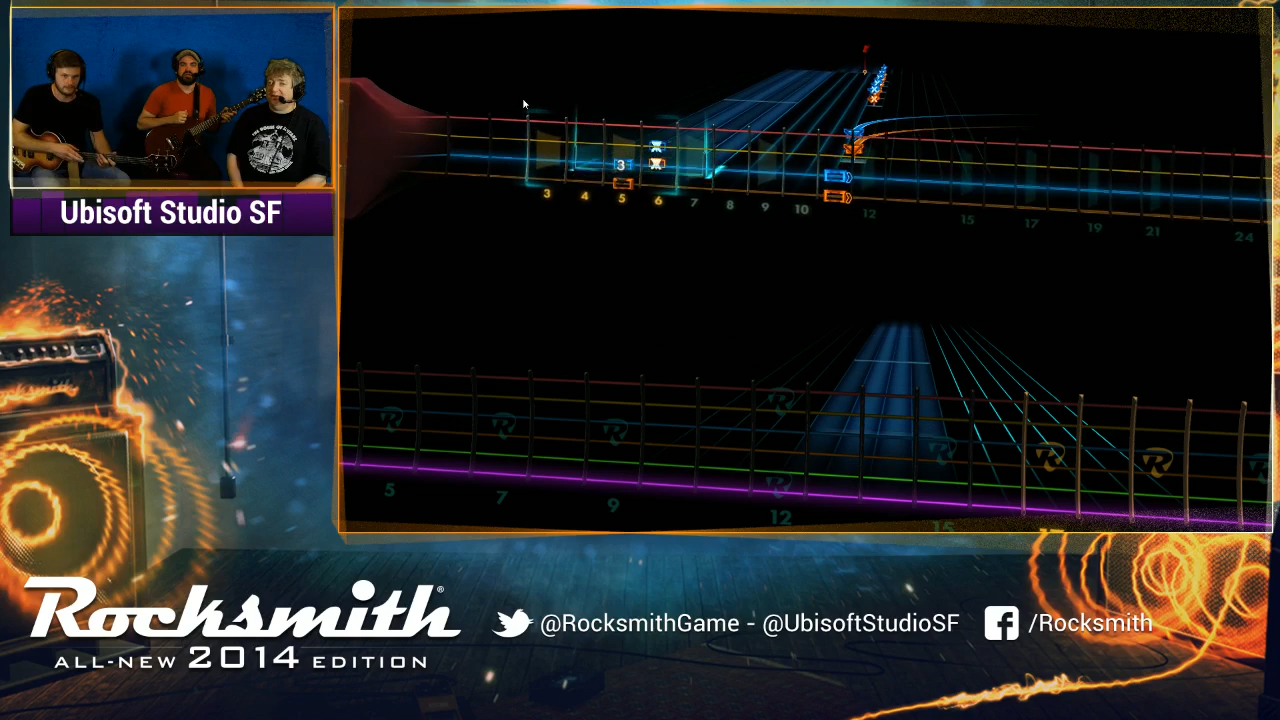 Ubisoft Studio SF
3
3 4 5 6 7 8 9 10 12 15 17 19 21 24
5 7 9 12 15 17
Rocksmith®
ALL-NEW 2014 EDITION
@RocksmithGame - @UbisoftStudioSF
/Rocksmith